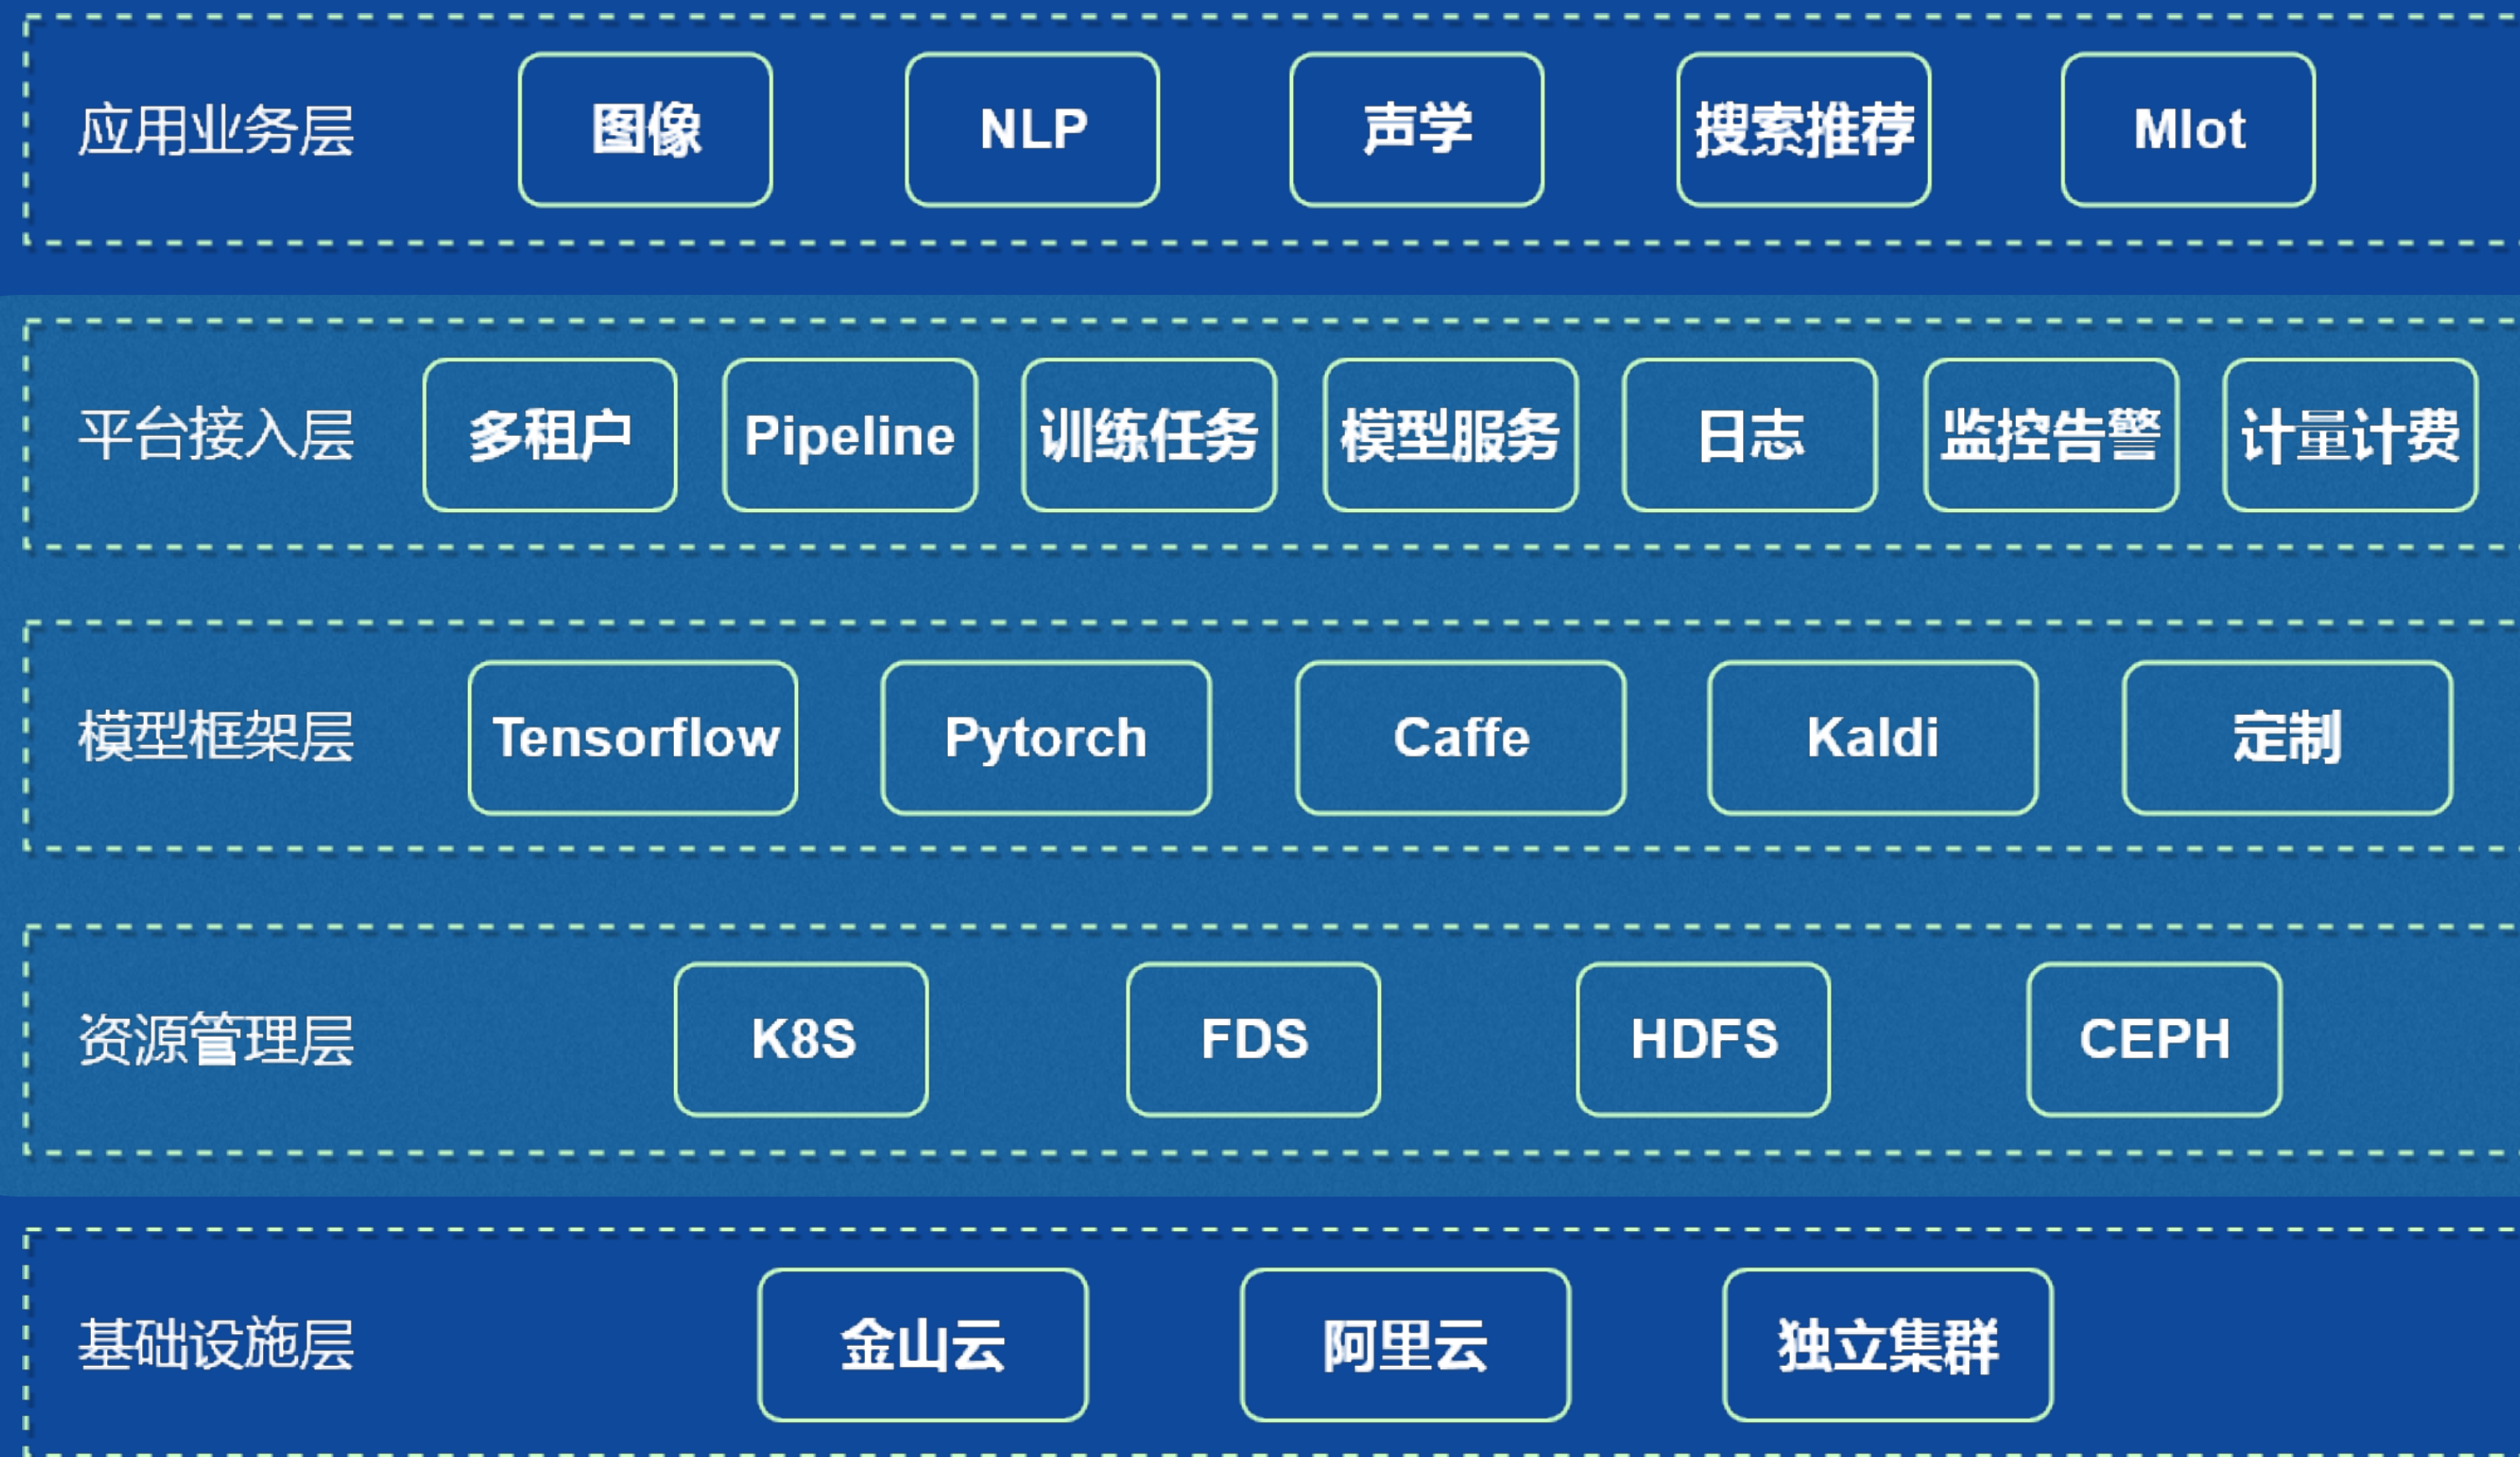 应用业务层 图像 NLP 声学 搜索推荐 MIot
平台接入层 多租户 Pipeline 训练任务 模型服务 日志 监控告警 计量计费
模型框架层 Tensorflow Pytorch Caffe Kaldi 定制
资源管理层 K8S FDS HDFS CEPH
基础设施层 金山云 阿里云 独立集群